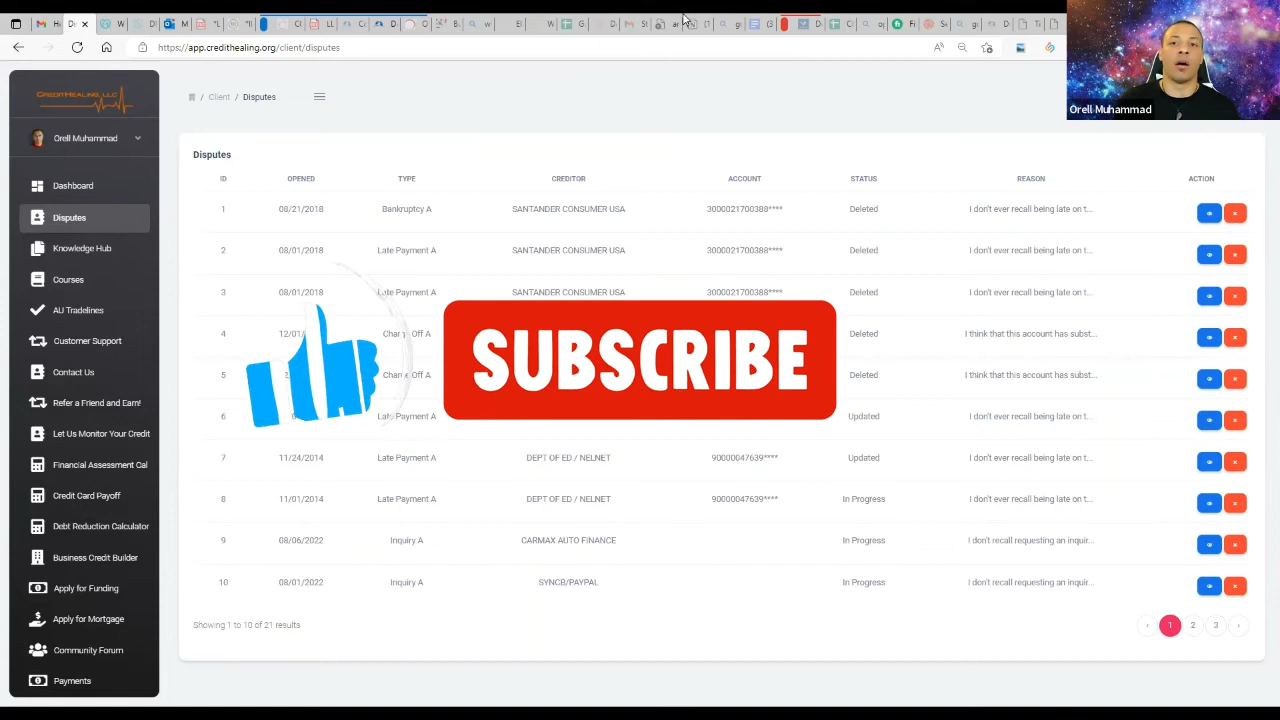 https://app.credithealing.org/client/disputes
Orell Muhammad
CREDITHEALING, LLC
Orell Muhammad
/ Client / Disputes
Dashboard
Disputes
Knowledge Hub
Courses
AU Tradelines
Customer Support
Contact Us
Refer a Friend and Earn!
Let Us Monitor Your Credit
Financial Assessment Cal
Credit Card Payoff
Debt Reduction Calculator
Business Credit Builder
Apply for Funding
Apply for Mortgage
Community Forum
Payments
Disputes
ID OPENED TYPE CREDITOR ACCOUNT STATUS REASON ACTION
1 08/21/2018 Bankruptcy A SANTANDER CONSUMER USA 3000021700388**** Deleted I don't ever recall being late on t...
2 08/01/2018 Late Payment A SANTANDER CONSUMER USA 3000021700388**** Deleted I don't ever recall being late on t...
3 08/01/2018 Late Payment A SANTANDER CONSUMER USA 3000021700388**** Deleted I don't ever recall being late on t...
4 12/01/ Off A Deleted I think that this account has subst...
5 Off A Deleted I think that this account has subst...
6 Late Payment A Updated I don't ever recall being late on t...
7 11/24/2014 Late Payment A DEPT OF ED / NELNET 90000047639**** Updated I don't ever recall being late on t...
8 11/01/2014 Late Payment A DEPT OF ED / NELNET 90000047639**** In Progress I don't ever recall being late on t...
9 08/06/2022 Inquiry A CARMAX AUTO FINANCE In Progress I don't recall requesting an inquir...
10 08/01/2022 Inquiry A SYNCB/PAYPAL In Progress I don't recall requesting an inquir...
SUBSCRIBE
Showing 1 to 10 of 21 results
‹ 1 2 3 ›